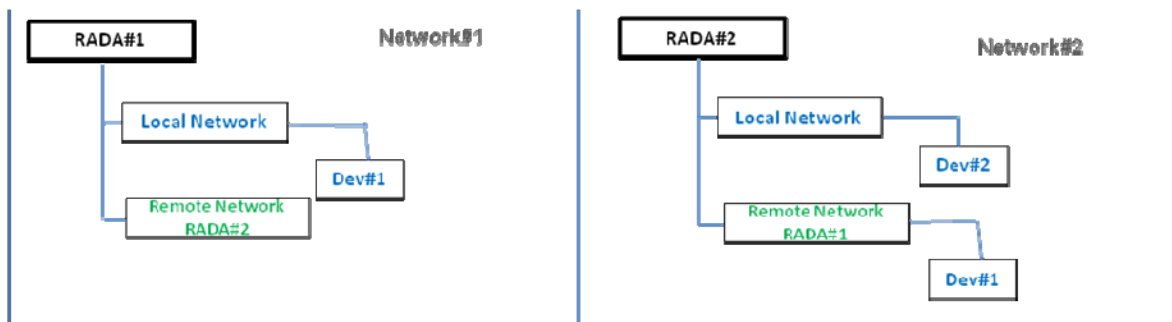 RADA#1
Network#1
Local Network
Dev#1
Remote Network
RADA#2
RADA#2
Network#2
Local Network
Dev#2
Remote Network
RADA#1
Dev#1